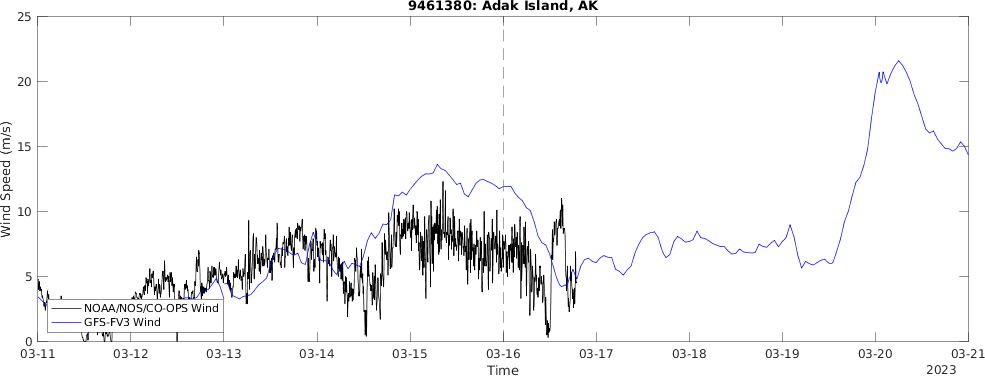 9461380: Adak Island, AK
25
20
15
10
5
0
Wind Speed (m/s)
NOAA/NOS/CO-OPS Wind
GFS-FV3 Wind
03-11 03-12 03-13 03-14 03-15 03-16 03-17 03-18 03-19 03-20 03-21
Time
2023